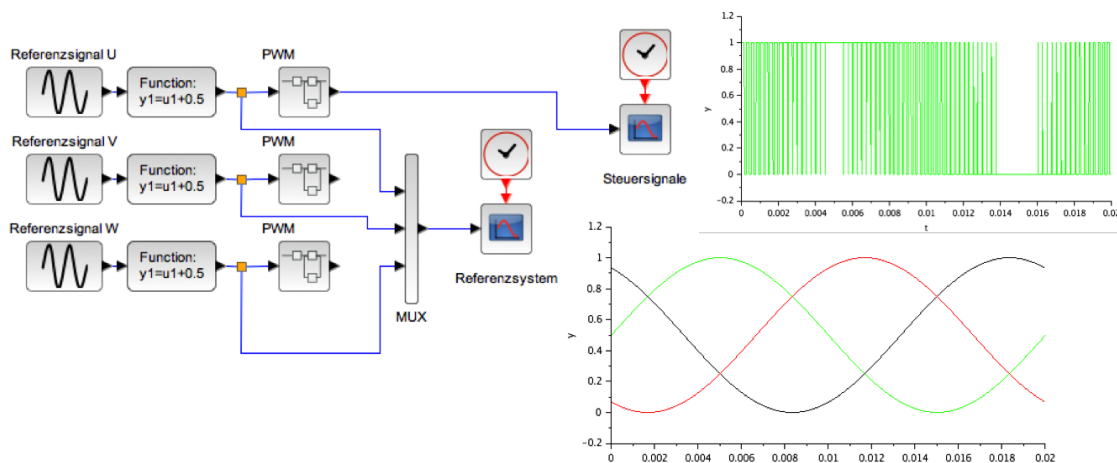 Referenzsignal U
Function:
y1=u1+0.5
PWM
Referenzsignal V
Function:
y1=u1+0.5
PWM
Referenzsignal W
Function:
y1=u1+0.5
PWM
MUX
Referenzsystem
Steuersignale
1.2
1
0.8
0.6
0.4
0.2
0
-0.2
y
0 0.002 0.004 0.006 0.008 0.01 0.012 0.014 0.016 0.018 0.02
t
1.2
1
0.8
0.6
0.4
0.2
0
-0.2
y
0 0.002 0.004 0.006 0.008 0.01 0.012 0.014 0.016 0.018 0.02